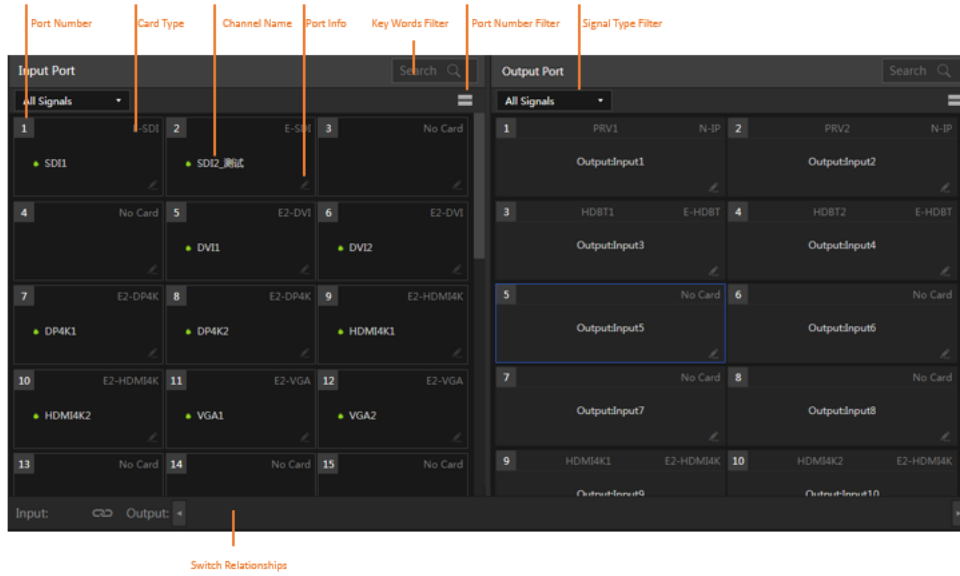 Port Number Card Type Channel Name Port Info Key Words Filter Port Number Filter Signal Type Filter
Input Port Search Output Port Search
All Signals All Signals
1 E-SDI 2 E-SDI 3 No Card
SDI1 SDI2_测试
4 No Card 5 E2-DVI 6 E2-DVI
DVI1 DVI2
7 E2-DP4K 8 E2-DP4K 9 E2-HDMI4K
DP4K1 DP4K2 HDMI4K1
10 E2-HDMI4K 11 E2-VGA 12 E2-VGA
HDMI4K2 VGA1 VGA2
13 No Card 14 No Card 15 No Card
1 PRV1 N-IP 2 PRV2 N-IP
Output:Input1 Output:Input2
3 HDBT1 E-HDBT 4 HDBT2 E-HDBT
Output:Input3 Output:Input4
5 No Card 6 No Card
Output:Input5 Output:Input6
7 No Card 8 No Card
Output:Input7 Output:Input8
9 HDMI4K1 E2-HDMI4K 10 HDMI4K2 E2-HDMI4K
Output:Input9 Output:Input10
Input: Output:
Switch Relationships